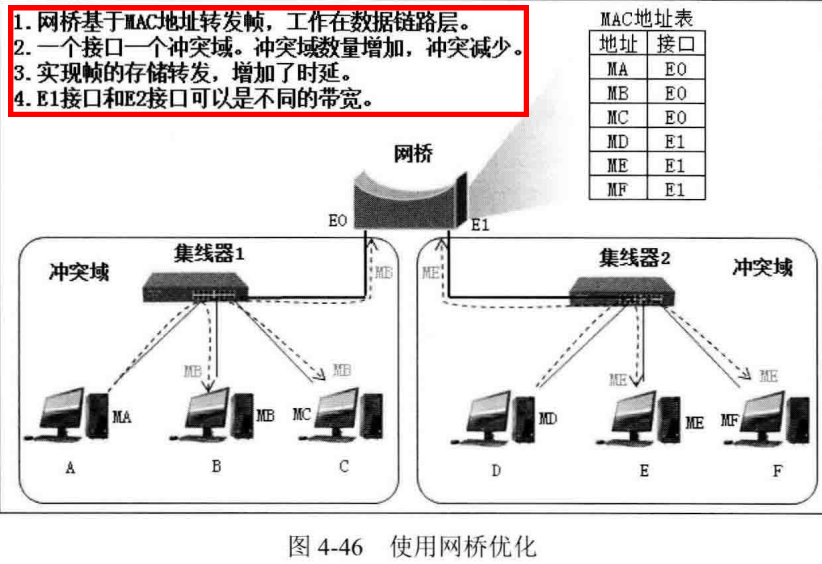 1.网桥基于MAC地址转发帧，工作在数据链路层。
2.一个接口一个冲突域。冲突域数量增加，冲突减少。
3.实现帧的存储转发，增加了时延。
4.E1接口和E2接口可以是不同的带宽。
MAC地址表
地址 接口
MA E0
MB E0
MC E0
MD E1
ME E1
MF E1
网桥
E0
E1
冲突域
集线器1
MB
MB
MB
MA
MB
MC
A
B
C
ME
集线器2
冲突域
ME
ME
MD
ME
MF
D
E
F
图 4-46 使用网桥优化